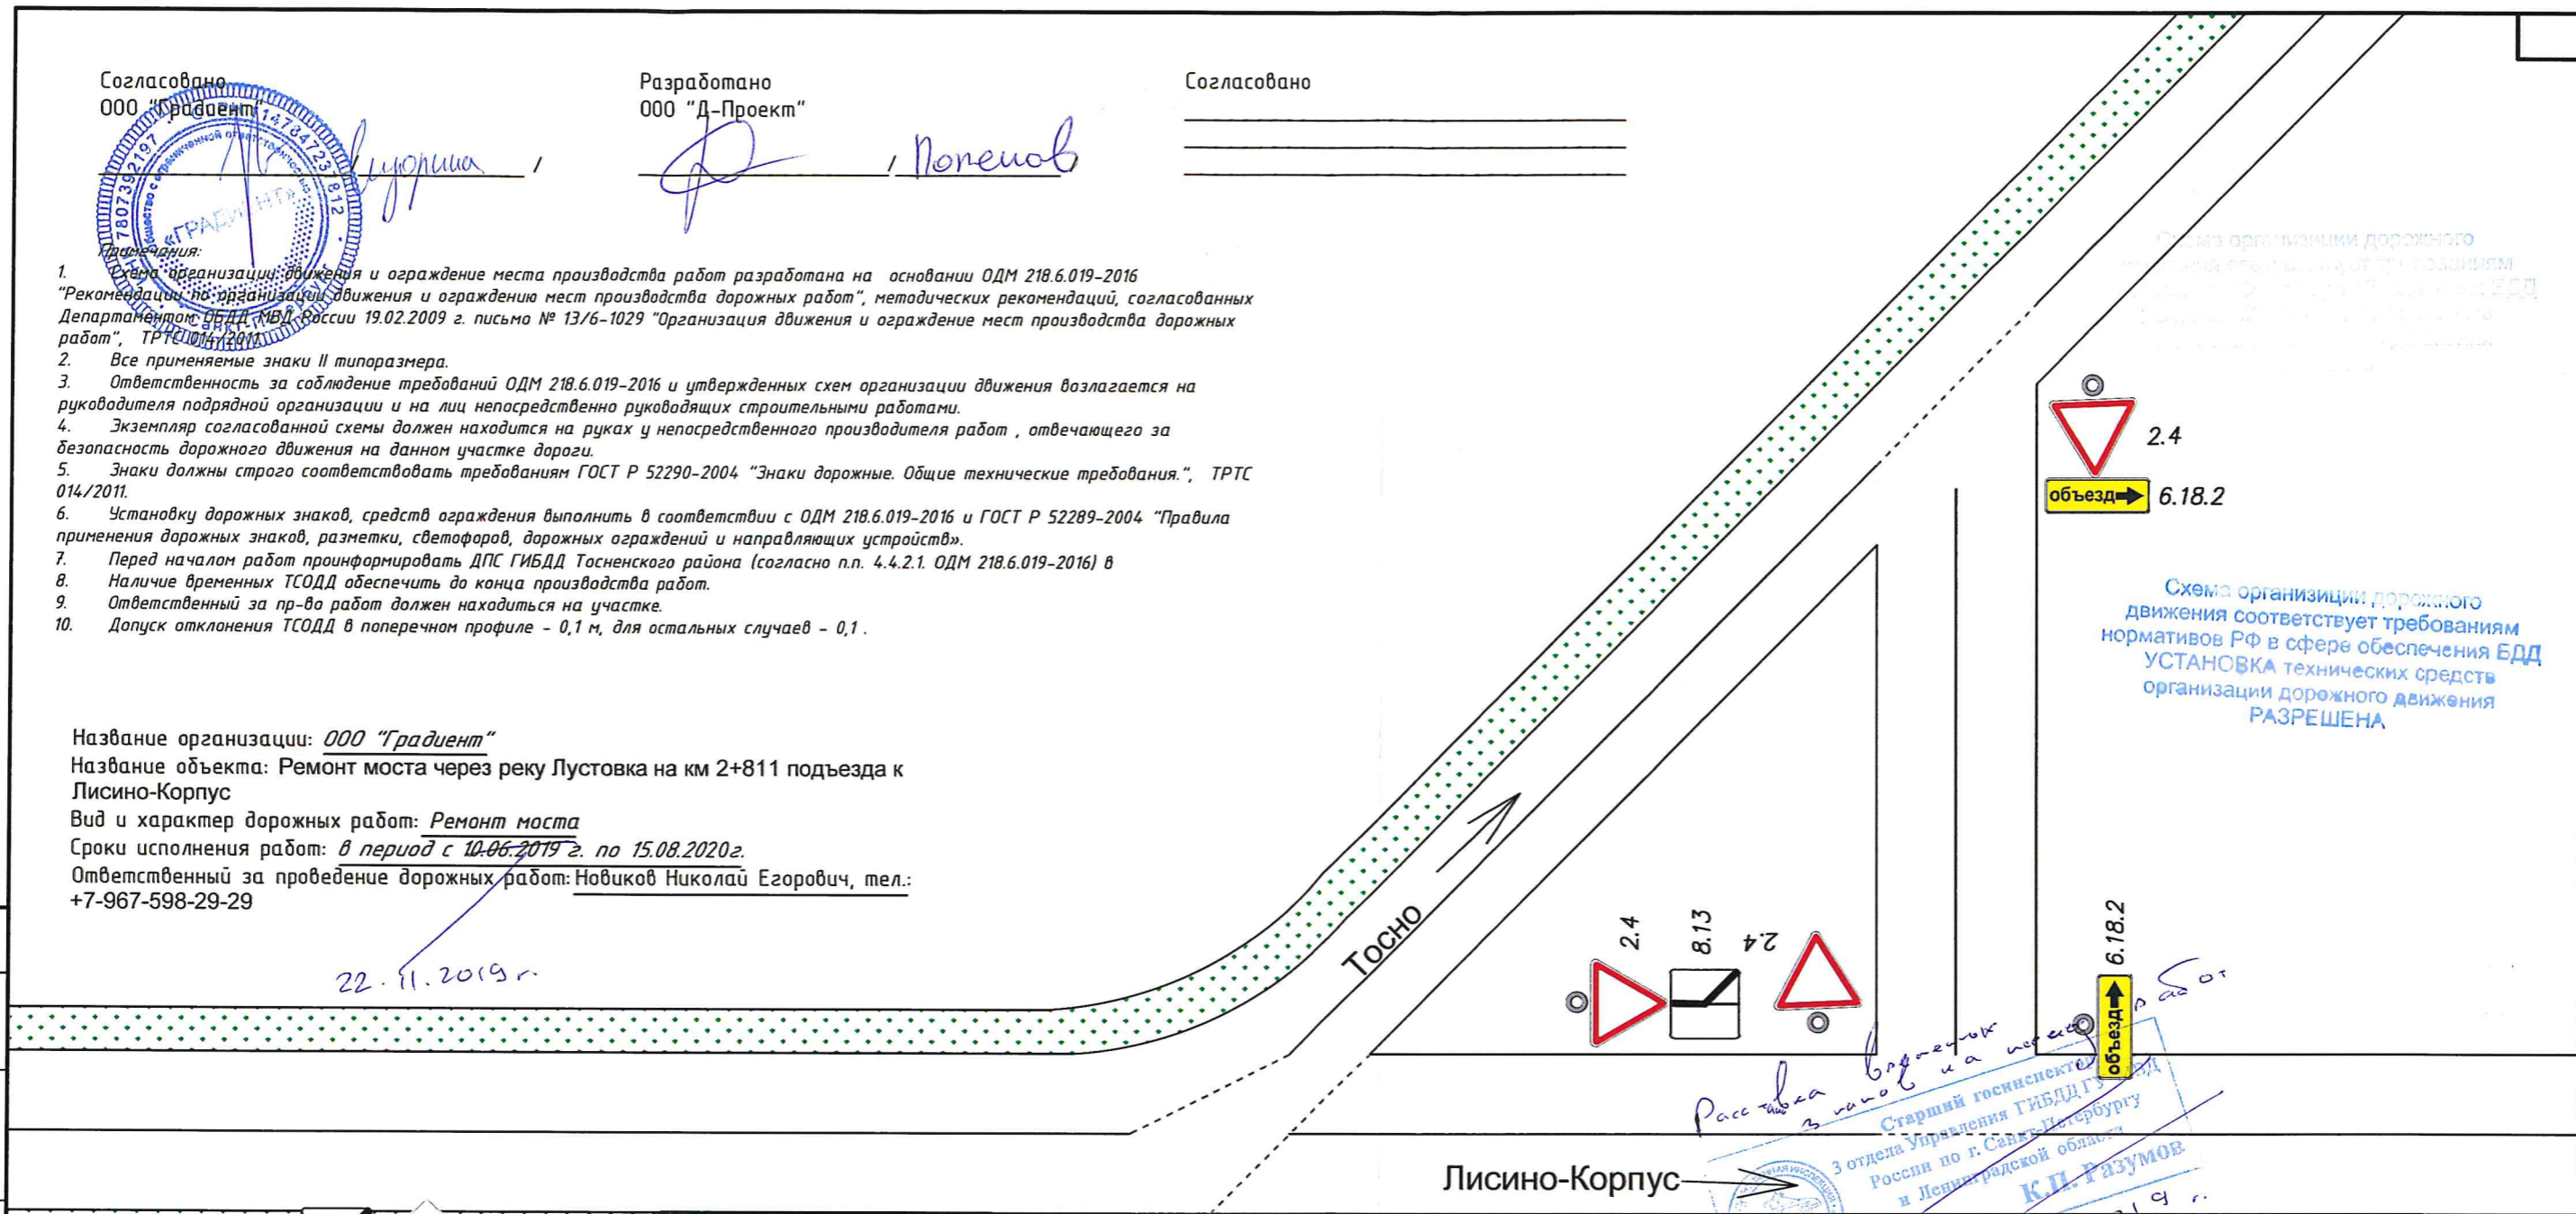 Согласовано
ООО "Градиент"
Разработано
ООО "Д-Проект"
/ Попенов /
Согласовано
«ГРАДИЕНТ»
Примечания:
1. Схема организации движения и ограждение места производства работ разработана на основании ОДМ 218.6.019-2016
"Рекомендации по организации движения и ограждению мест производства дорожных работ", методических рекомендаций, согласованных
Департаментом ОБДД МВД России 19.02.2009 г. письмо № 13/6-1029 "Организация движения и ограждение мест производства дорожных
работ", ТРТС 014/2011.
2. Все применяемые знаки II типоразмера.
3. Ответственность за соблюдение требований ОДМ 218.6.019-2016 и утвержденных схем организации движения возлагается на
руководителя подрядной организации и на лиц непосредственно руководящих строительными работами.
4. Экземпляр согласованной схемы должен находится на руках у непосредственного производителя работ , отвечающего за
безопасность дорожного движения на данном участке дороги.
5. Знаки должны строго соответствовать требованиям ГОСТ Р 52290-2004 "Знаки дорожные. Общие технические требования.", ТРТС
014/2011.
6. Установку дорожных знаков, средств ограждения выполнить в соответствии с ОДМ 218.6.019-2016 и ГОСТ Р 52289-2004 "Правила
применения дорожных знаков, разметки, светофоров, дорожных ограждений и направляющих устройств».
7. Перед началом работ проинформировать ДПС ГИБДД Тосненского района (согласно п.п. 4.4.2.1. ОДМ 218.6.019-2016) в
8. Наличие временных ТСОДД обеспечить до конца производства работ.
9. Ответственный за пр-во работ должен находиться на участке.
10. Допуск отклонения ТСОДД в поперечном профиле - 0,1 м, для остальных случаев - 0,1 .
Название организации: ООО "Градиент"
Название объекта: Ремонт моста через реку Лустовка на км 2+811 подъезда к
Лисино-Корпус
Вид и характер дорожных работ: Ремонт моста
Сроки исполнения работ: в период с 10.06.2019 г. по 15.08.2020г.
Ответственный за проведение дорожных работ: Новиков Николай Егорович, тел.:
+7-967-598-29-29
22.11.2019 г.
2.4
объезд
6.18.2
Схема организиции дорожного
движения соответствует требованиям
нормативов РФ в сфере обеспечения БДД
УСТАНОВКА технических средств
организации дорожного движения
РАЗРЕШЕНА
Тосно
2.4
8.13
2.4
6.18.2
объезд
Расстановка временных
знаков на период работ
Старший госинспектор
3 отдела Управления ГИБДД ГУ МВД
России по г. Санкт-Петербургу
и Ленинградской области
К.П. Разумов
Лисино-Корпус